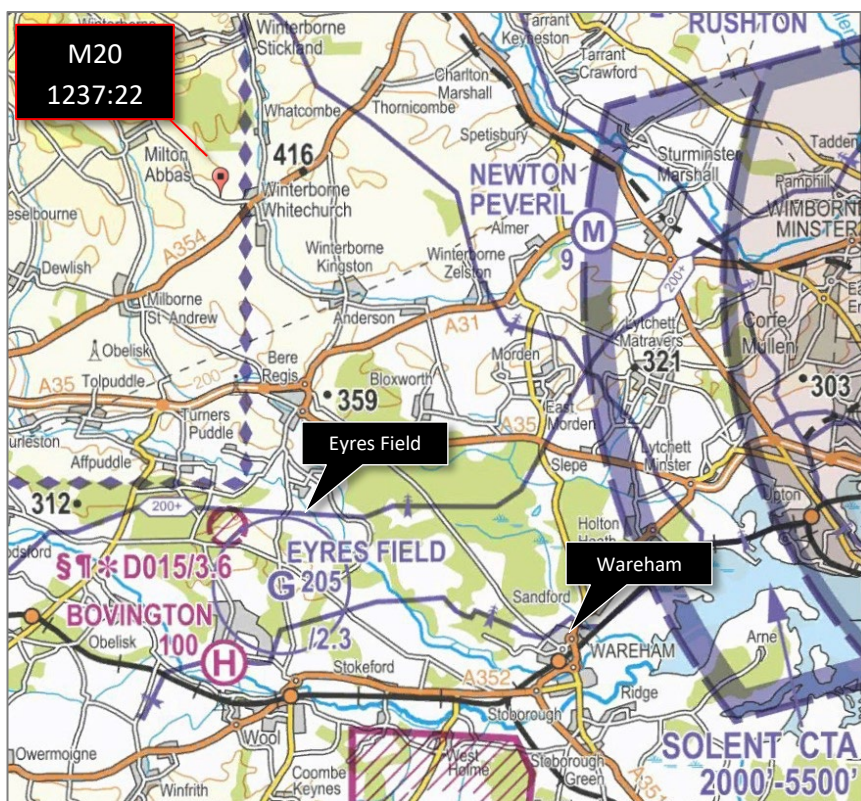 Winterborne
Stickland
Tarrant
Keyneston
Tarrant
Crawford
RUSHTON
M20
1237:22
Charlton
Marshall
Whatcombe
Thornicombe
Spetisbury
Milton
Abbas
416
Sturminster
Marshall
Tadden
NEWTON
PEVERIL
M
9
Pamphill
WIMBORNE
MINSTER
Winterborne
Whitechurch
Almer
A354
Dewlish
Winterborne
Kingston
Winterborne
Zelston
200+
Milborne
St Andrew
Anderson
A31
Lytchett
Matravers
Corfe
Mullen
Obelisk
Morden
321
A35
Tolpuddle
200
Bere
Regis
Bloxworth
303
359
Turners
Puddle
East
Morden
A35
Affpuddle
Eyres Field
Slepe
Lytchett
Minster
312
200+
Upton
Holton
Heath
§¶* D015/3.6
EYRES FIELD
G 205
/2.3
Wareham
BOVINGTON
100
H
Sandford
Obelisk
WAREHAM
Arne
Stokeford
A352
Ridge
Stoborough
Wool
SOLENT CTA
2000'-5500'
Owermoigne
West
Holme
Stoborough
Green
Winfrith
Coombe
Keynes
A351